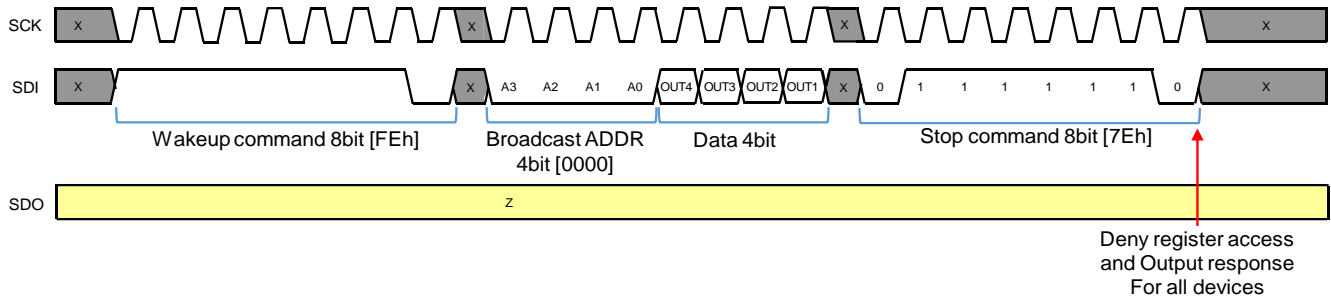 SCK X X X X
SDI X X A3 A2 A1 A0 OUT4 OUT3 OUT2 OUT1 X 0 1 1 1 1 1 1 0 X
Wakeup command 8bit [FEh]
Broadcast ADDR
4bit [0000]
Data 4bit
Stop command 8bit [7Eh]
SDO Z
Deny register access
and Output response
For all devices